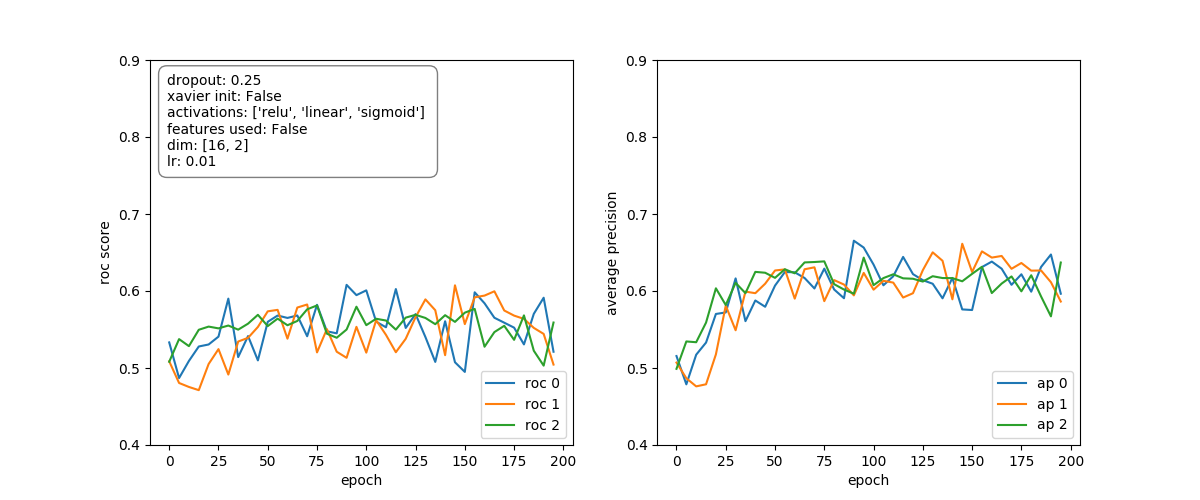 0.9
0.8
0.7
0.6
0.5
0.4
roc score
dropout: 0.25
xavier init: False
activations: ['relu', 'linear', 'sigmoid']
features used: False
dim: [16, 2]
lr: 0.01
roc 0
roc 1
roc 2
0 25 50 75 100 125 150 175 200
epoch
0.9
0.8
0.7
0.6
0.5
0.4
average precision
ap 0
ap 1
ap 2
0 25 50 75 100 125 150 175 200
epoch